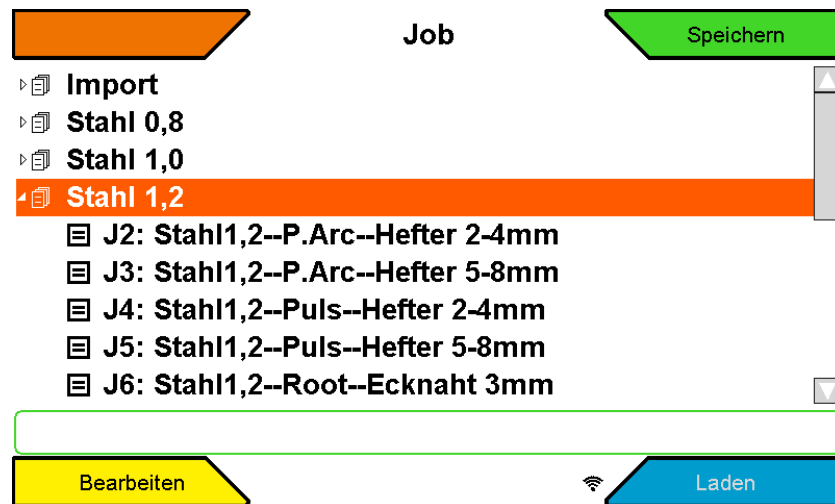 Job
Speichern
Import
Stahl 0,8
Stahl 1,0
Stahl 1,2
J2: Stahl1,2--P.Arc--Hefter 2-4mm
J3: Stahl1,2--P.Arc--Hefter 5-8mm
J4: Stahl1,2--Puls--Hefter 2-4mm
J5: Stahl1,2--Puls--Hefter 5-8mm
J6: Stahl1,2--Root--Ecknaht 3mm
Bearbeiten
Laden